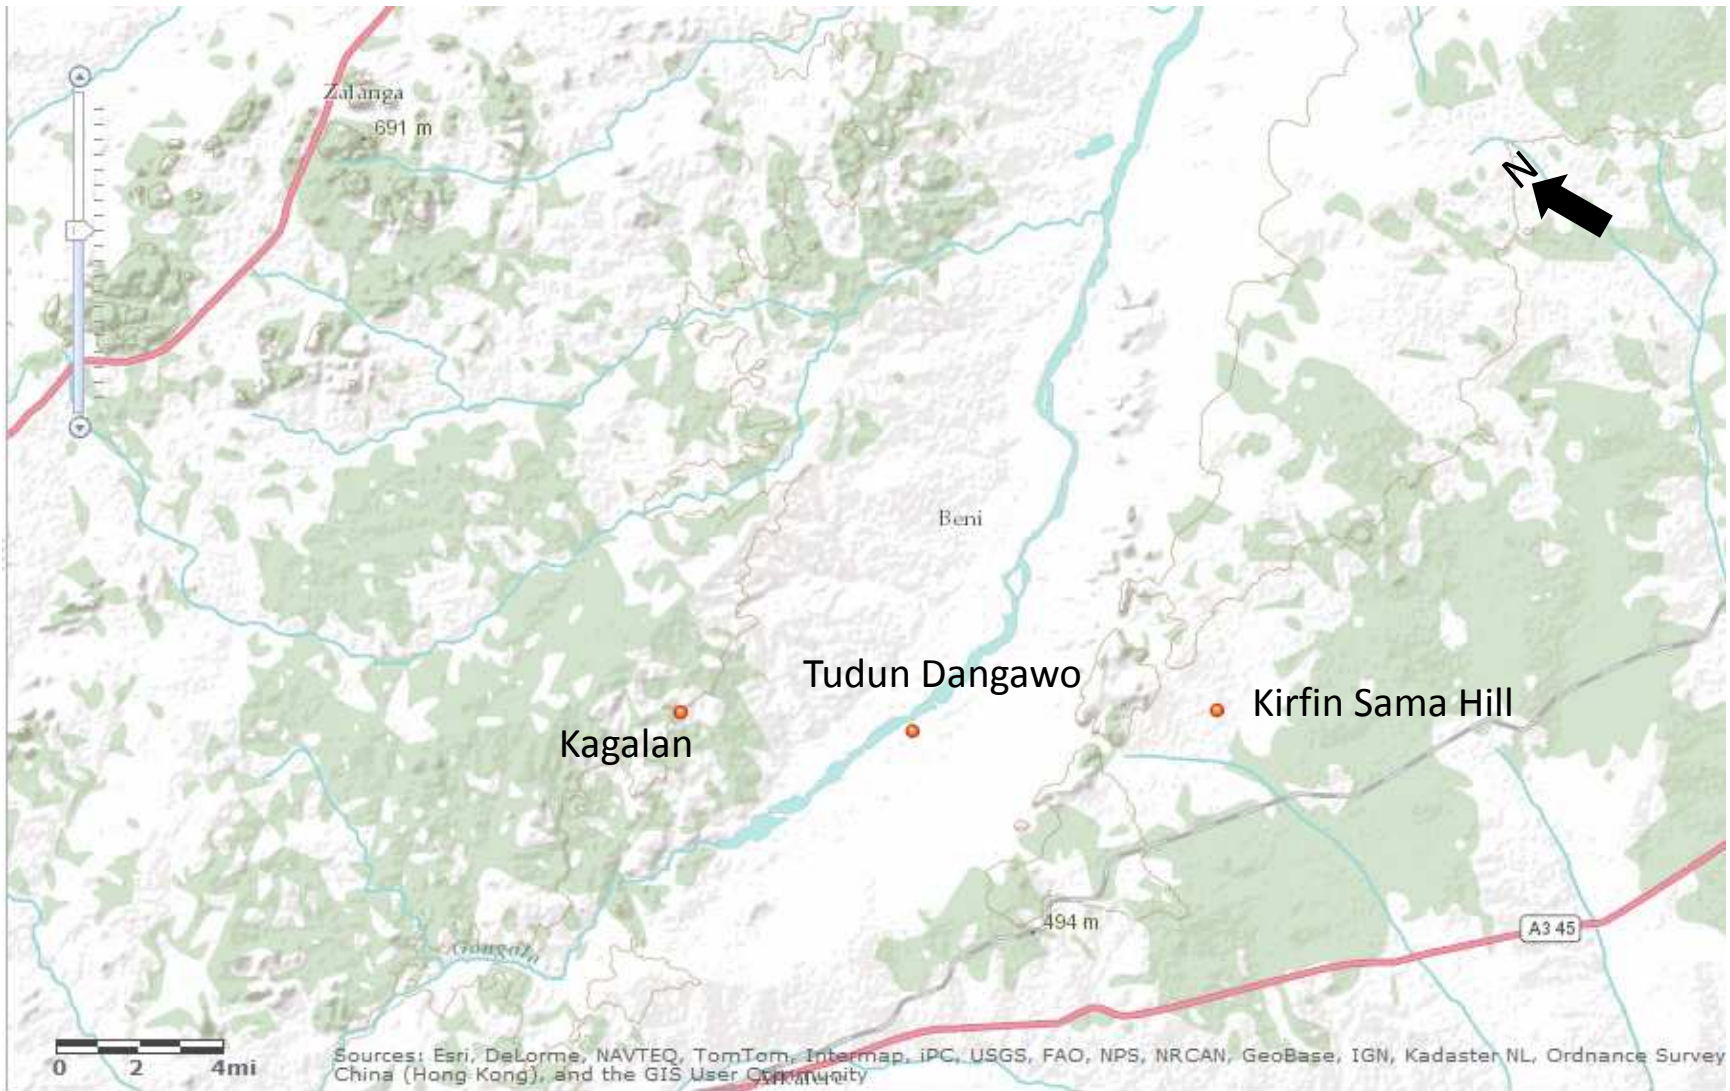 Zalanga
691 m
N
Beni
Tudun Dangawo
Kirfin Sama Hill
Kagalan
494 m
A3 45
Gongola
0 2 4mi
Sources: Esri, DeLorme, NAVTEQ, TomTom, Intermap, iPC, USGS, FAO, NPS, NRCAN, GeoBase, IGN, Kadaster NL, Ordnance Survey
China (Hong Kong), and the GIS User Community